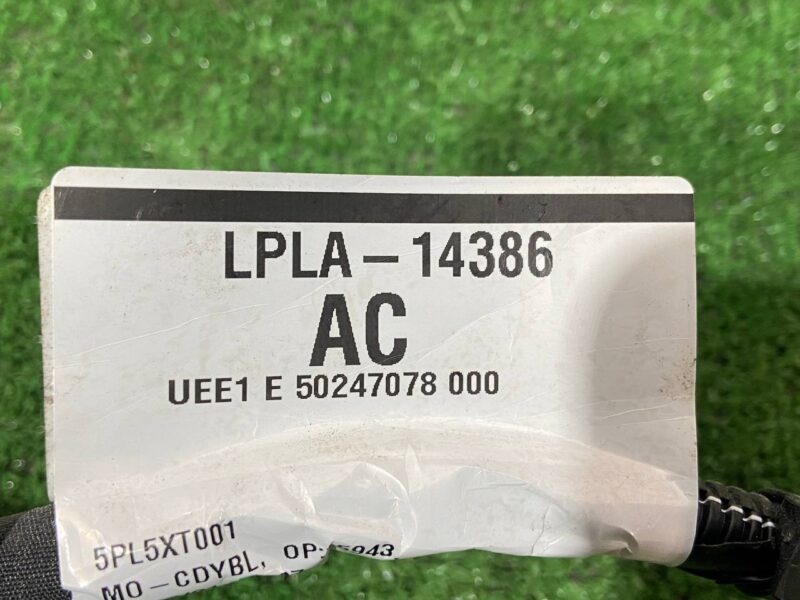 LPLA-14386
AC
UEE1 E 50247078 000
5PL5XT001
MO-CDYBL,